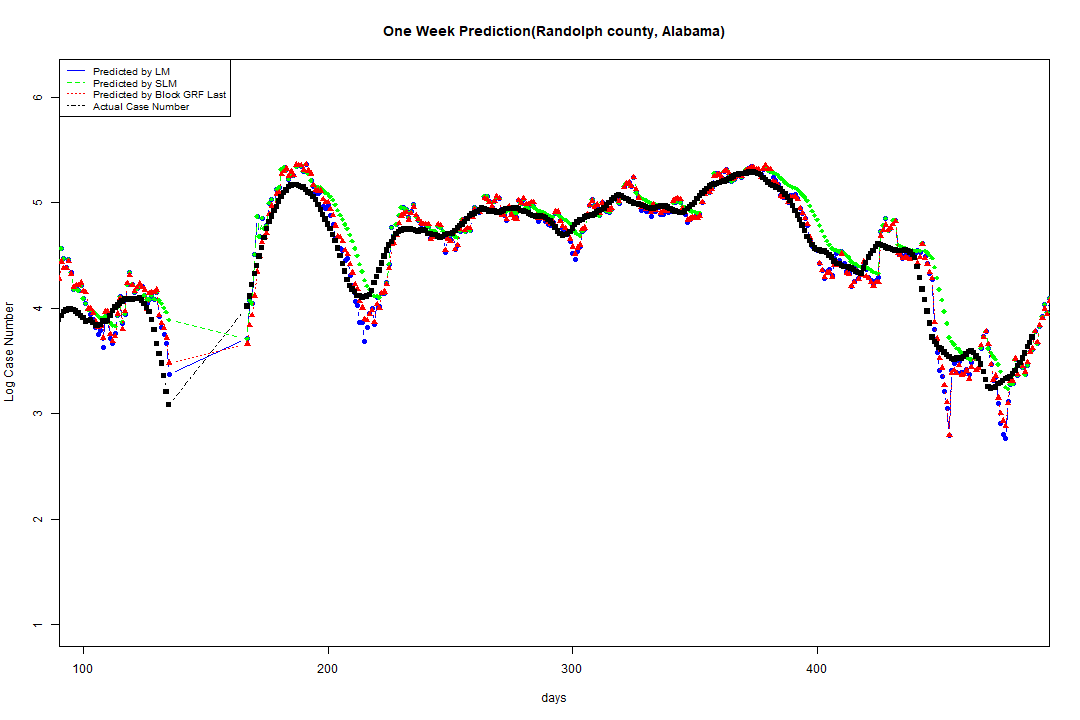 One Week Prediction(Randolph county, Alabama)
Predicted by LM
Predicted by SLM
Predicted by Block GRF Last
Actual Case Number
6
5
4
3
2
1
Log Case Number
100 200 300 400
days